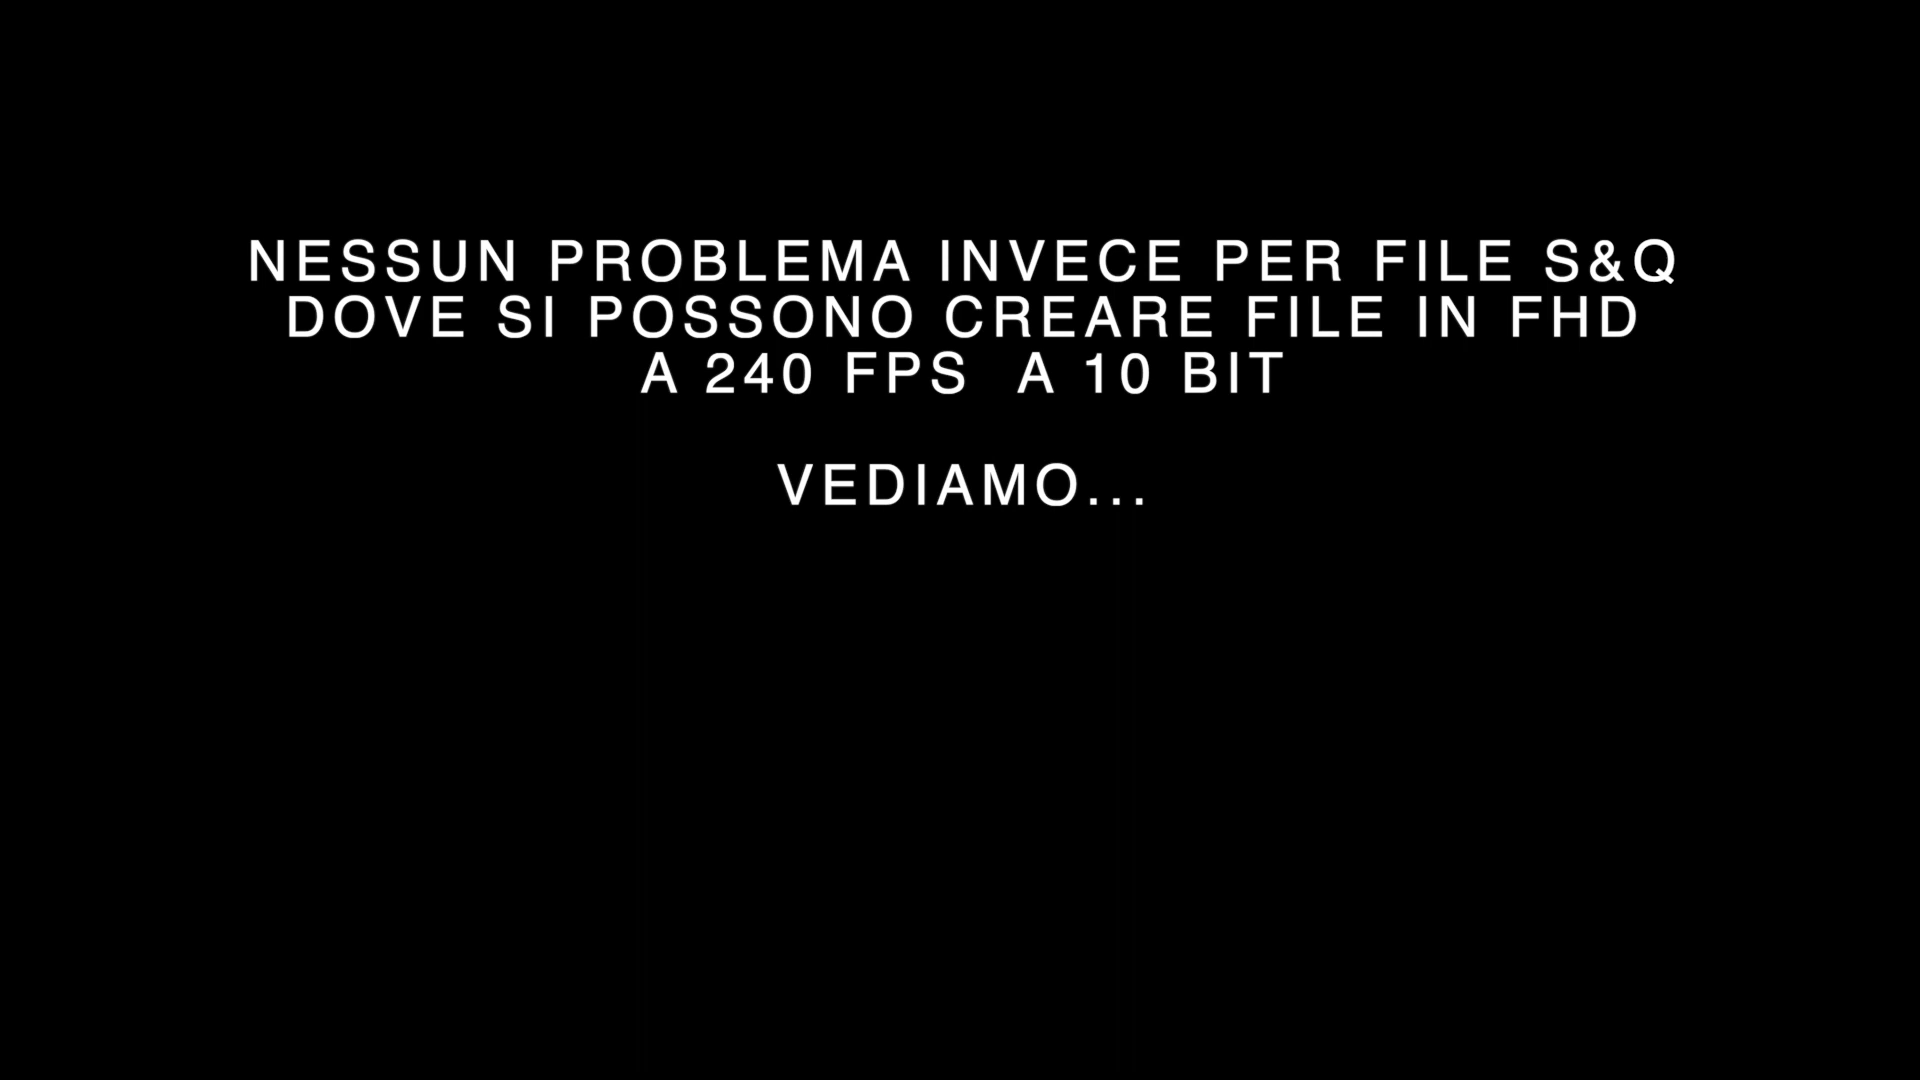 NESSUN PROBLEMA INVECE PER FILE S&Q
DOVE SI POSSONO CREARE FILE IN FHD
A 240 FPS  A 10 BIT
VEDIAMO...